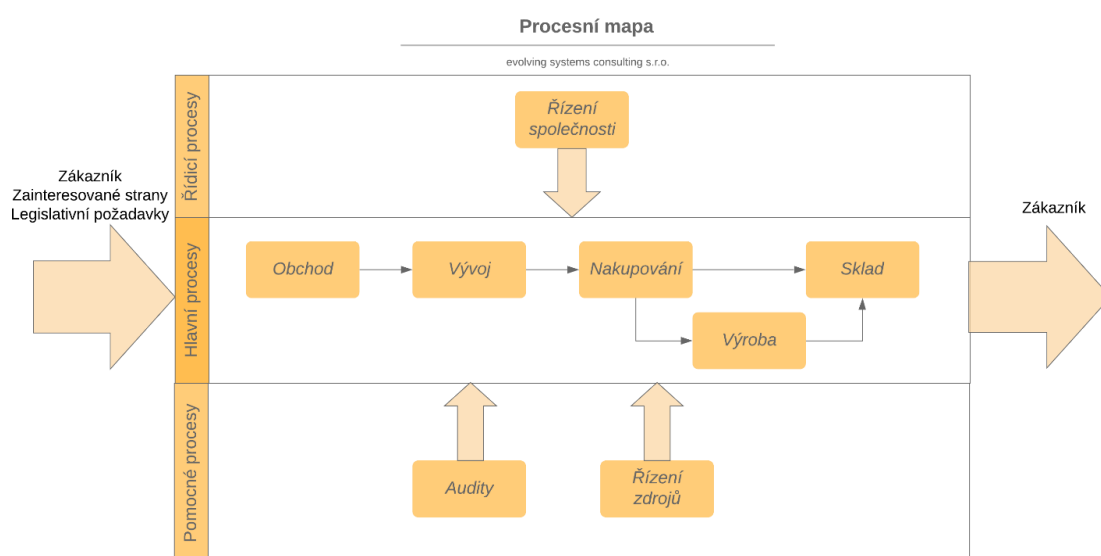 Procesní mapa
evolving systems consulting s.r.o.
Řídicí procesy
Řízení
společnosti
Zákazník
Zainteresované strany
Legislativní požadavky
Zákazník
Hlavní procesy
Obchod
Vývoj
Nakupování
Sklad
Výroba
Pomocné procesy
Audity
Řízení
zdrojů